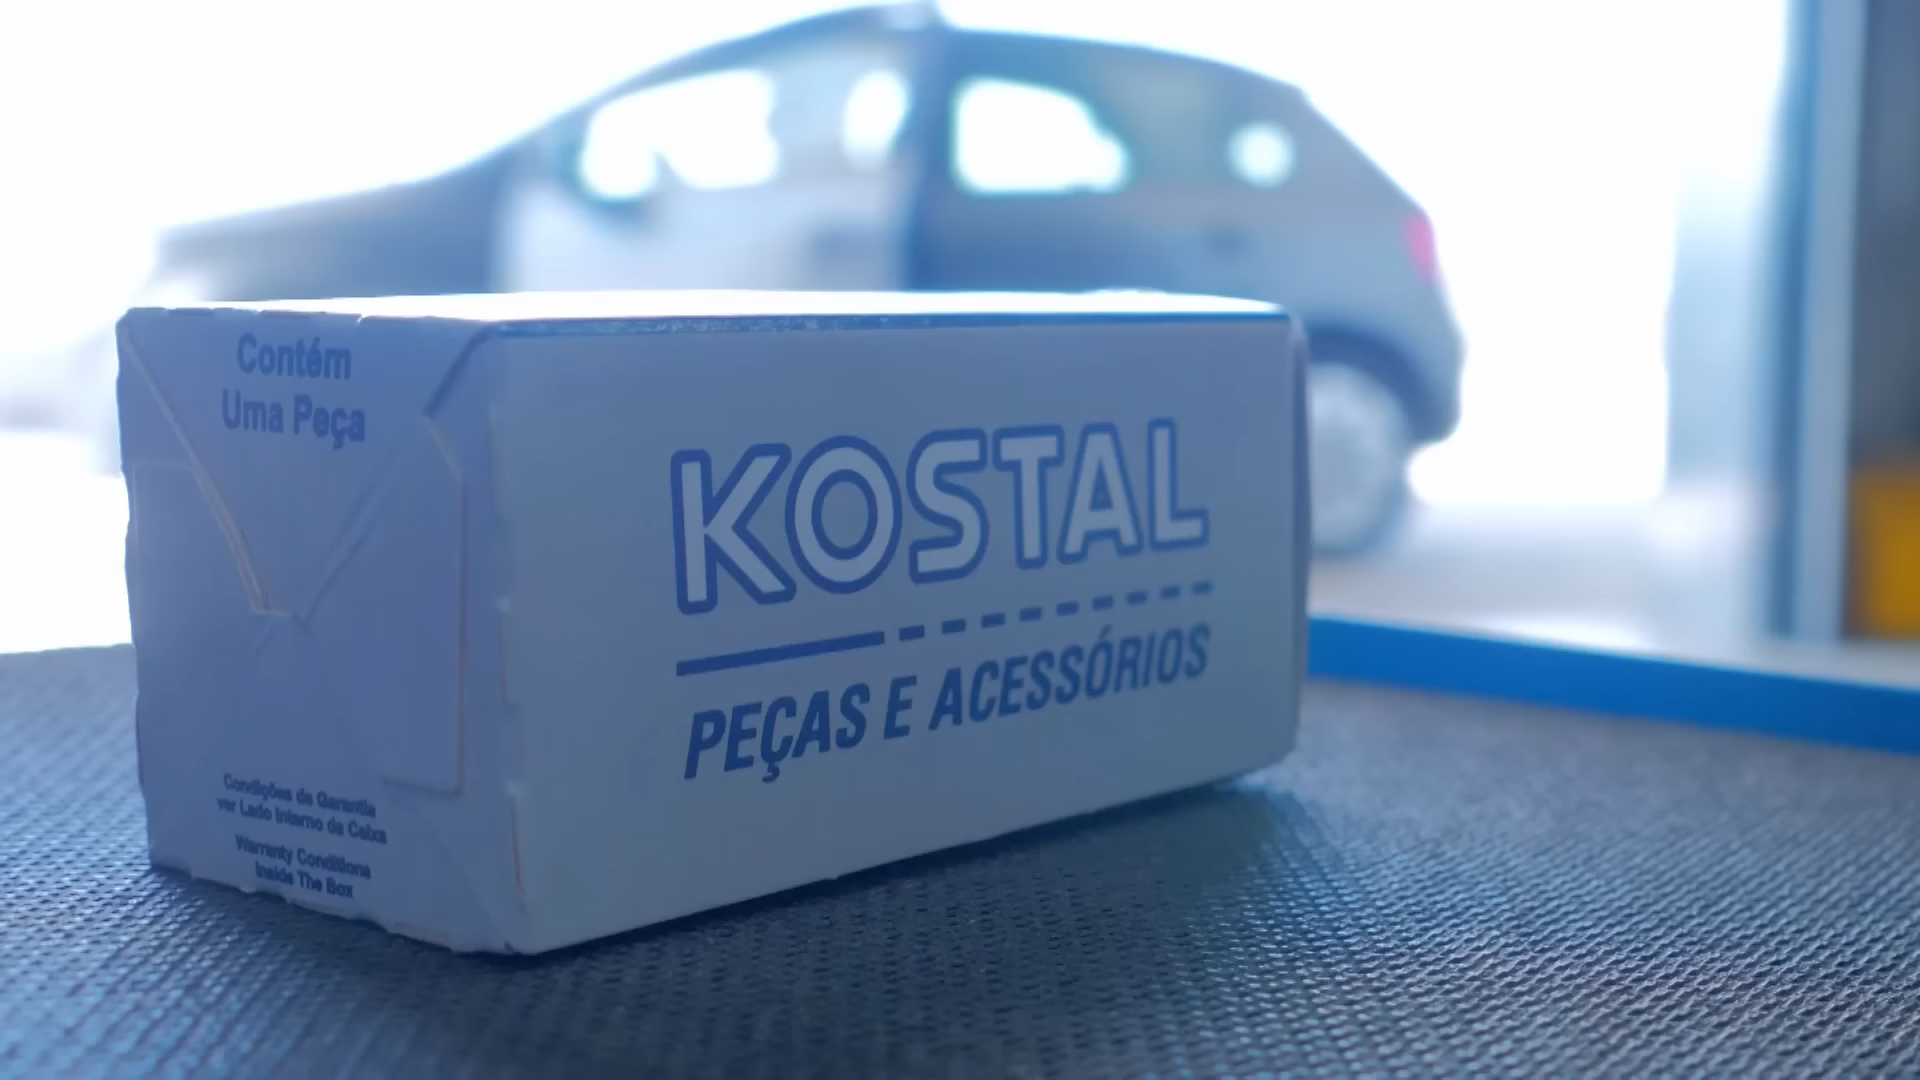 Contém
Uma Peça
KOSTAL
PEÇAS E ACESSÓRIOS
Condições de Garantia
ver Lado Interno da Caixa
Warranty Conditions
Inside The Box